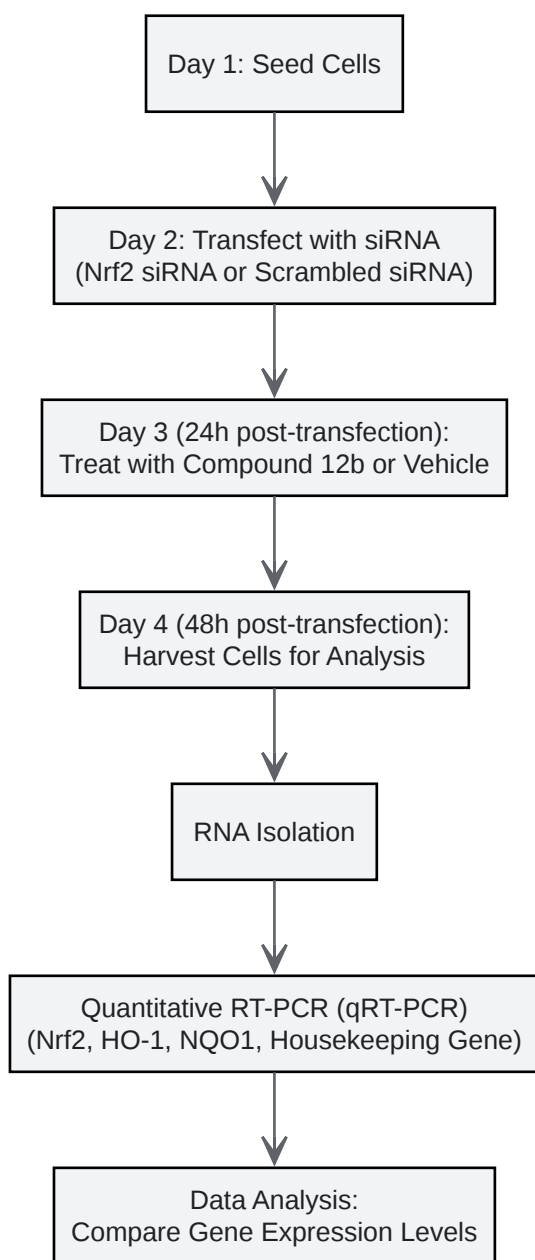 Day 1: Seed Cells
Day 2: Transfect with siRNA
(Nrf2 siRNA or Scrambled siRNA)
Day 3 (24h post-transfection):
Treat with Compound 12b or Vehicle
Day 4 (48h post-transfection):
Harvest Cells for Analysis
RNA Isolation
Quantitative RT-PCR (qRT-PCR)
(Nrf2, HO-1, NQO1, Housekeeping Gene)
Data Analysis:
Compare Gene Expression Levels